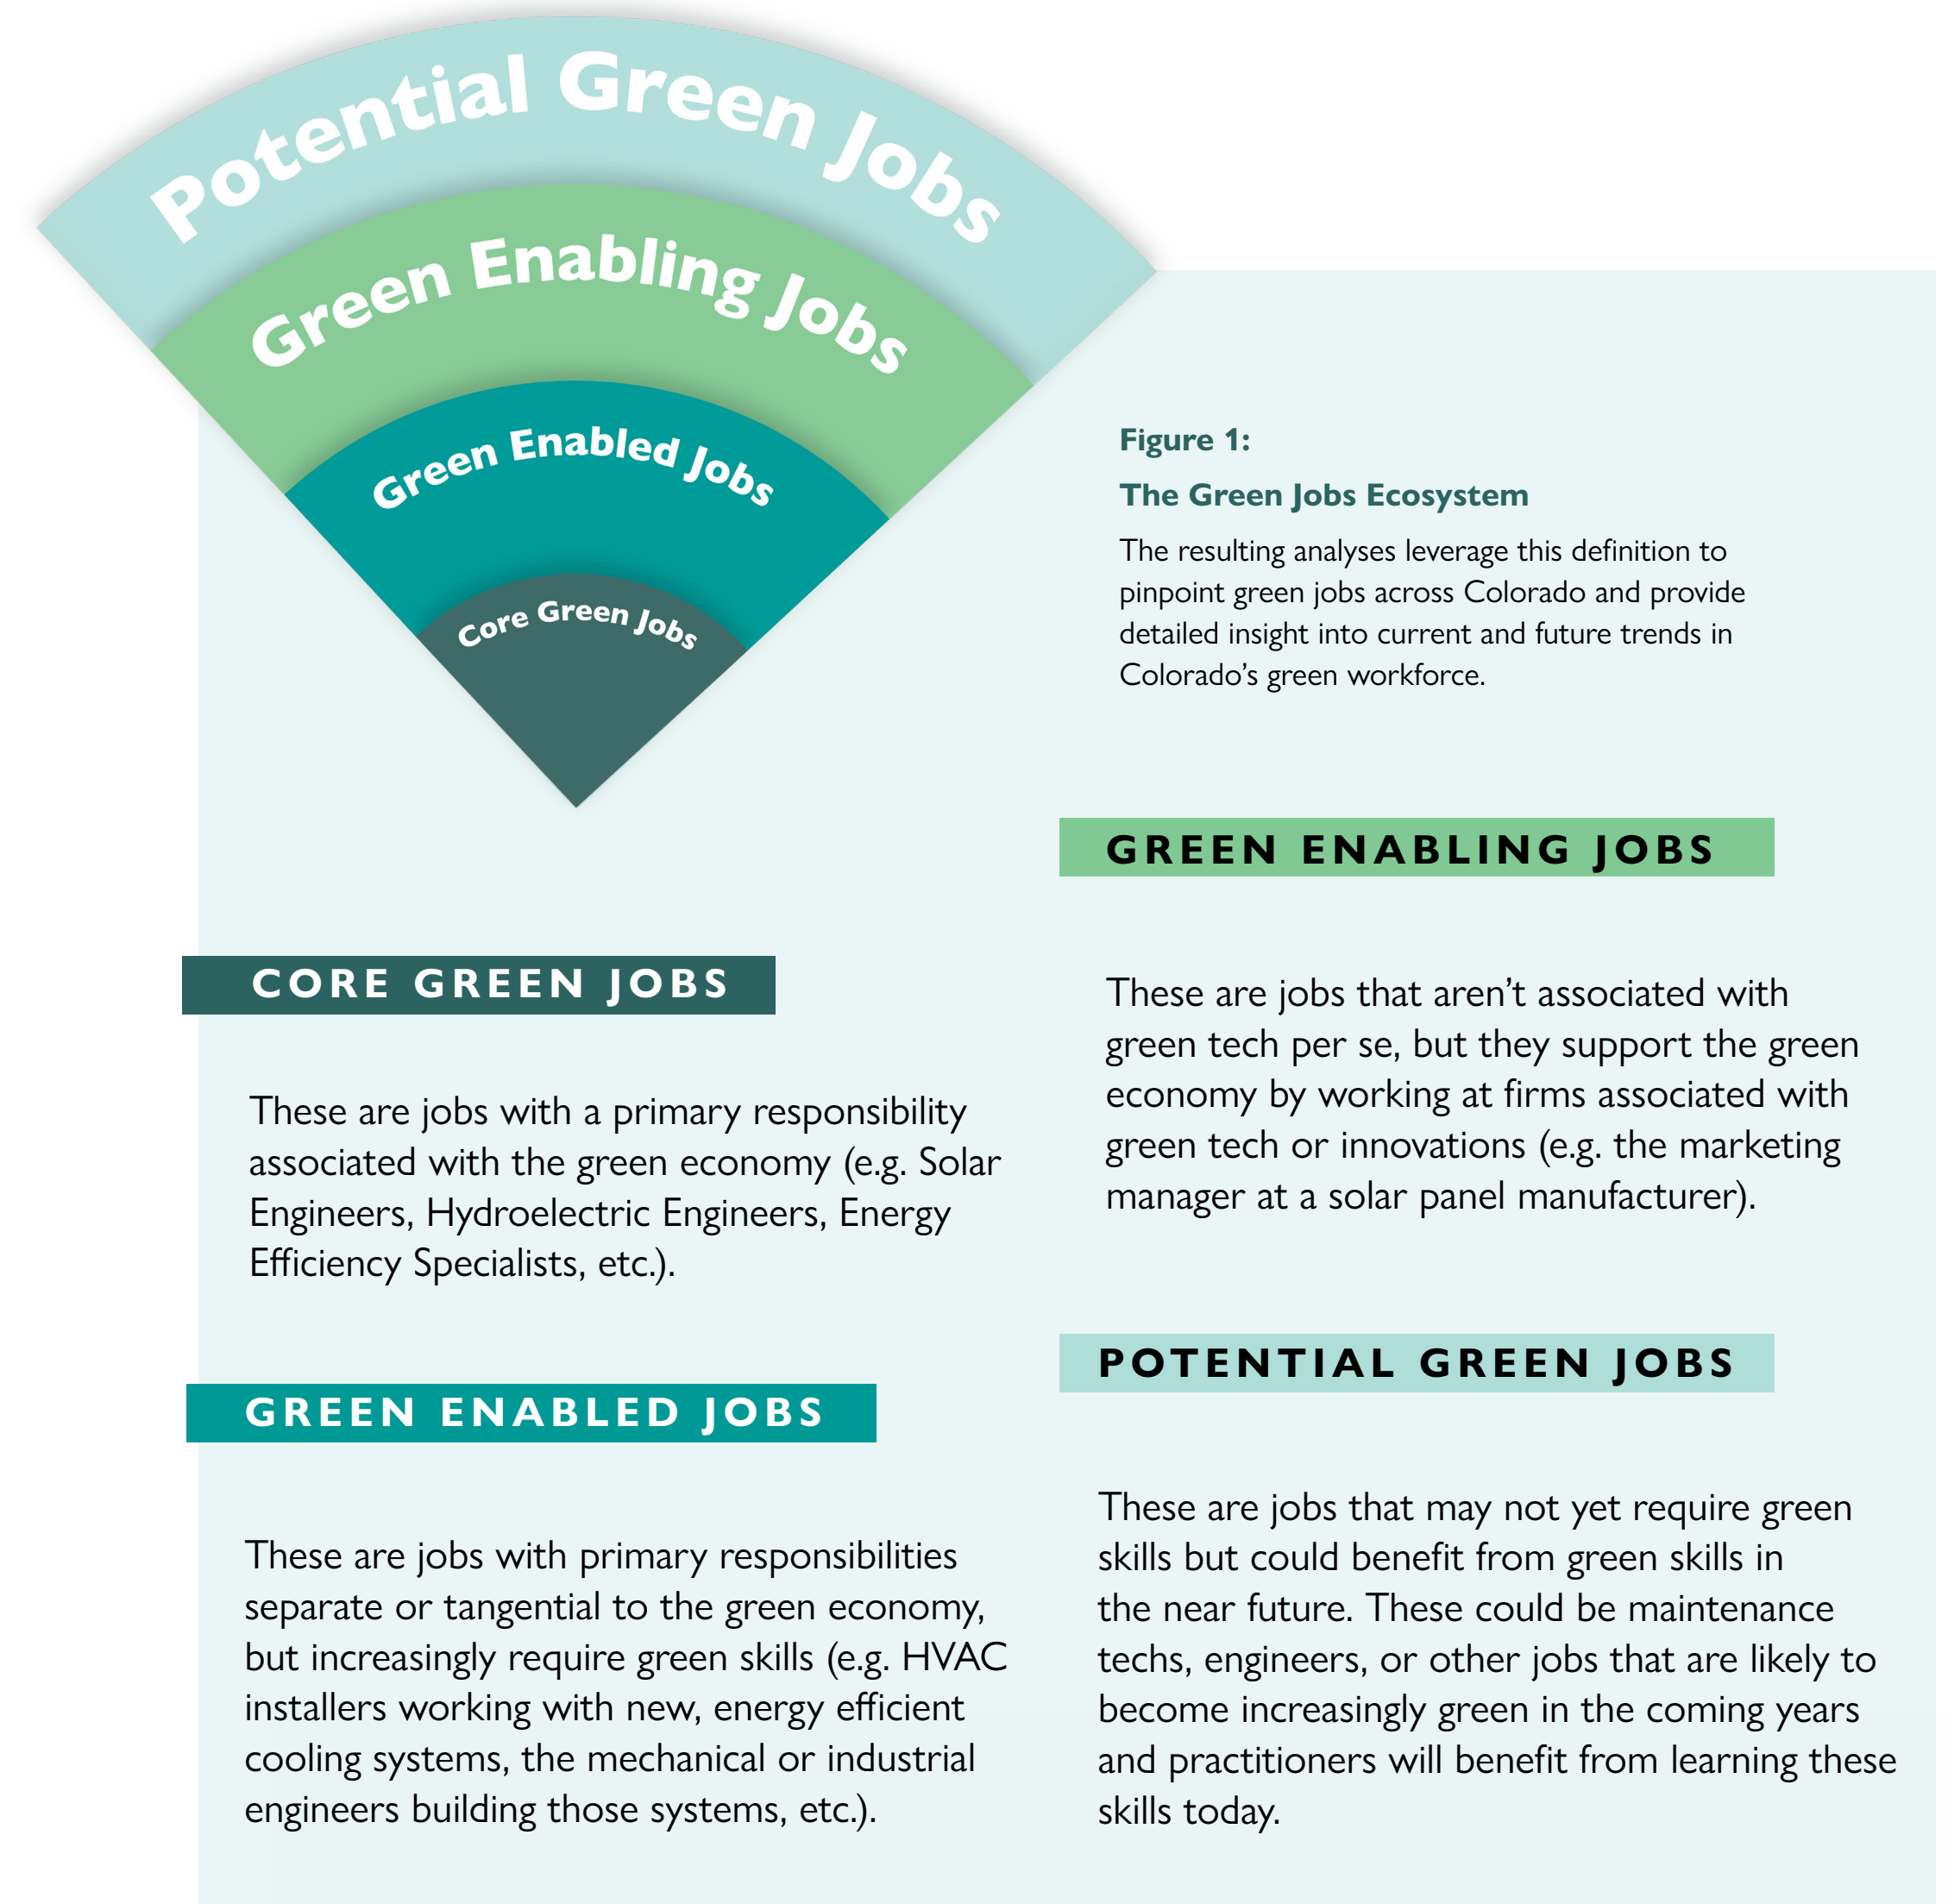 Potential Green Jobs
Green Enabling Jobs
Green Enabled Jobs
Core Green Jobs
Figure 1:
The Green Jobs Ecosystem
The resulting analyses leverage this definition to
pinpoint green jobs across Colorado and provide
detailed insight into current and future trends in
Colorado’s green workforce.
CORE GREEN JOBS
These are jobs with a primary responsibility
associated with the green economy (e.g. Solar
Engineers, Hydroelectric Engineers, Energy
Efficiency Specialists, etc.).
GREEN ENABLED JOBS
These are jobs with primary responsibilities
separate or tangential to the green economy,
but increasingly require green skills (e.g. HVAC
installers working with new, energy efficient
cooling systems, the mechanical or industrial
engineers building those systems, etc.).
GREEN ENABLING JOBS
These are jobs that aren’t associated with
green tech per se, but they support the green
economy by working at firms associated with
green tech or innovations (e.g. the marketing
manager at a solar panel manufacturer).
POTENTIAL GREEN JOBS
These are jobs that may not yet require green
skills but could benefit from green skills in
the near future. These could be maintenance
techs, engineers, or other jobs that are likely to
become increasingly green in the coming years
and practitioners will benefit from learning these
skills today.